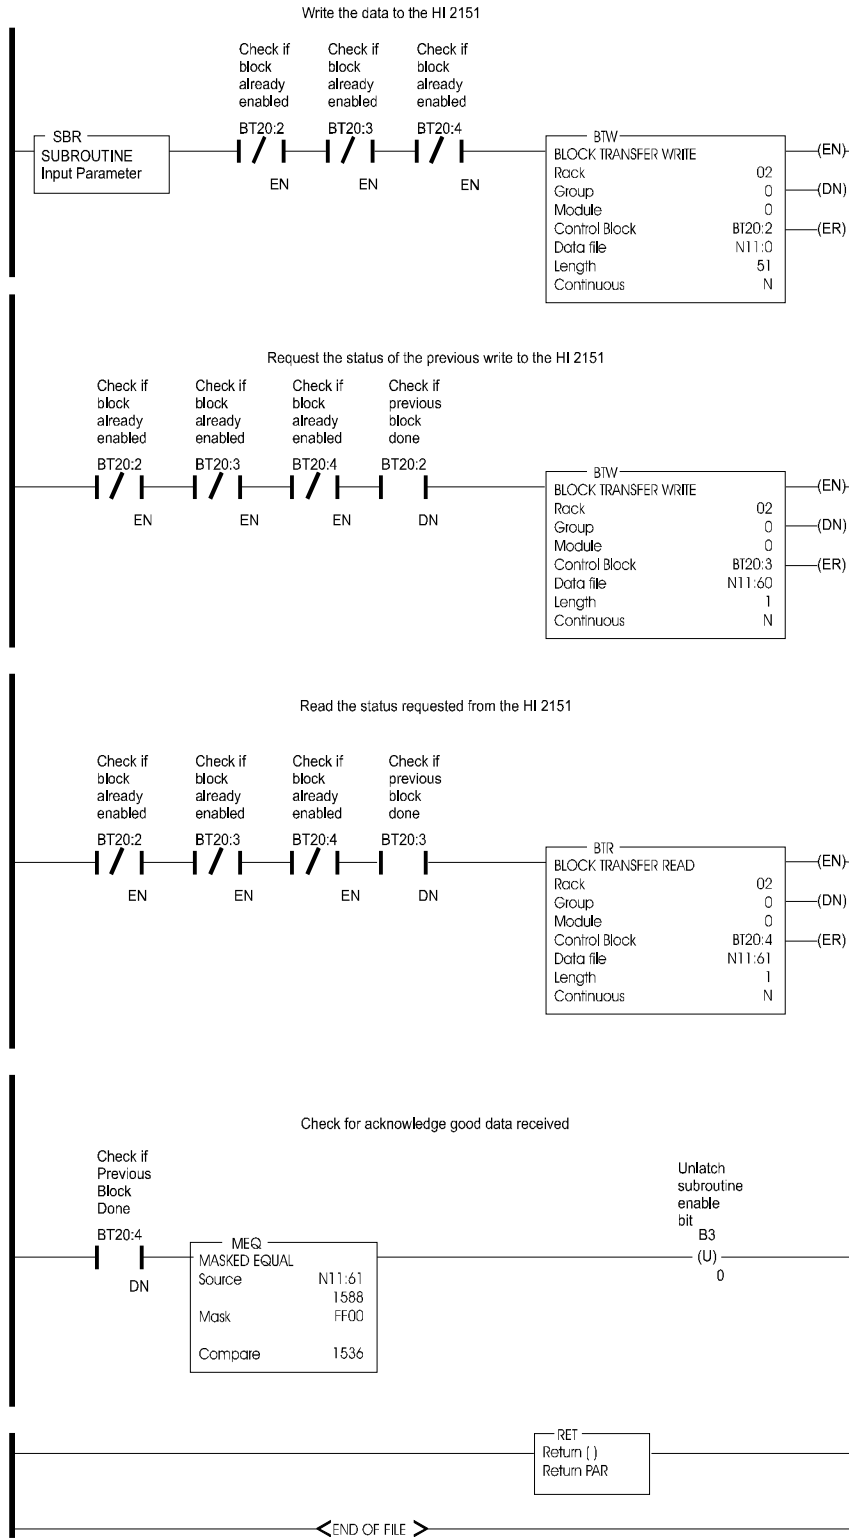 Write the data to the HI 2151
Check if Check if Check if
block block block
already already already
enabled enabled enabled
BT20:2 BT20:3 BT20:4
EN EN EN
SBR
SUBROUTINE
Input Parameter
BTW
BLOCK TRANSFER WRITE (EN)
Rack 02
Group 0 (DN)
Module 0
Control Block BT20:2 (ER)
Data file N11:0
Length 51
Continuous N
Request the status of the previous write to the HI 2151
Check if Check if Check if Check if
block block block previous
already already already block
enabled enabled enabled done
BT20:2 BT20:3 BT20:4 BT20:2
EN EN EN DN
BTW
BLOCK TRANSFER WRITE (EN)
Rack 02
Group 0 (DN)
Module 0
Control Block BT20:3 (ER)
Data file N11:60
Length 1
Continuous N
Read the status requested from the HI 2151
Check if Check if Check if Check if
block block block previous
already already already block
enabled enabled enabled done
BT20:2 BT20:3 BT20:4 BT20:3
EN EN EN DN
BTR
BLOCK TRANSFER READ (EN)
Rack 02
Group 0 (DN)
Module 0
Control Block BT20:4 (ER)
Data file N11:61
Length 1
Continuous N
Check for acknowledge good data received
Check if
Previous
Block
Done
BT20:4
DN
MEQ
MASKED EQUAL
Source N11:61
1588
Mask FF00
Compare 1536
Unlatch
subroutine
enable
bit
B3
(U)
0
RET
Return ( )
Return PAR
<END OF FILE >